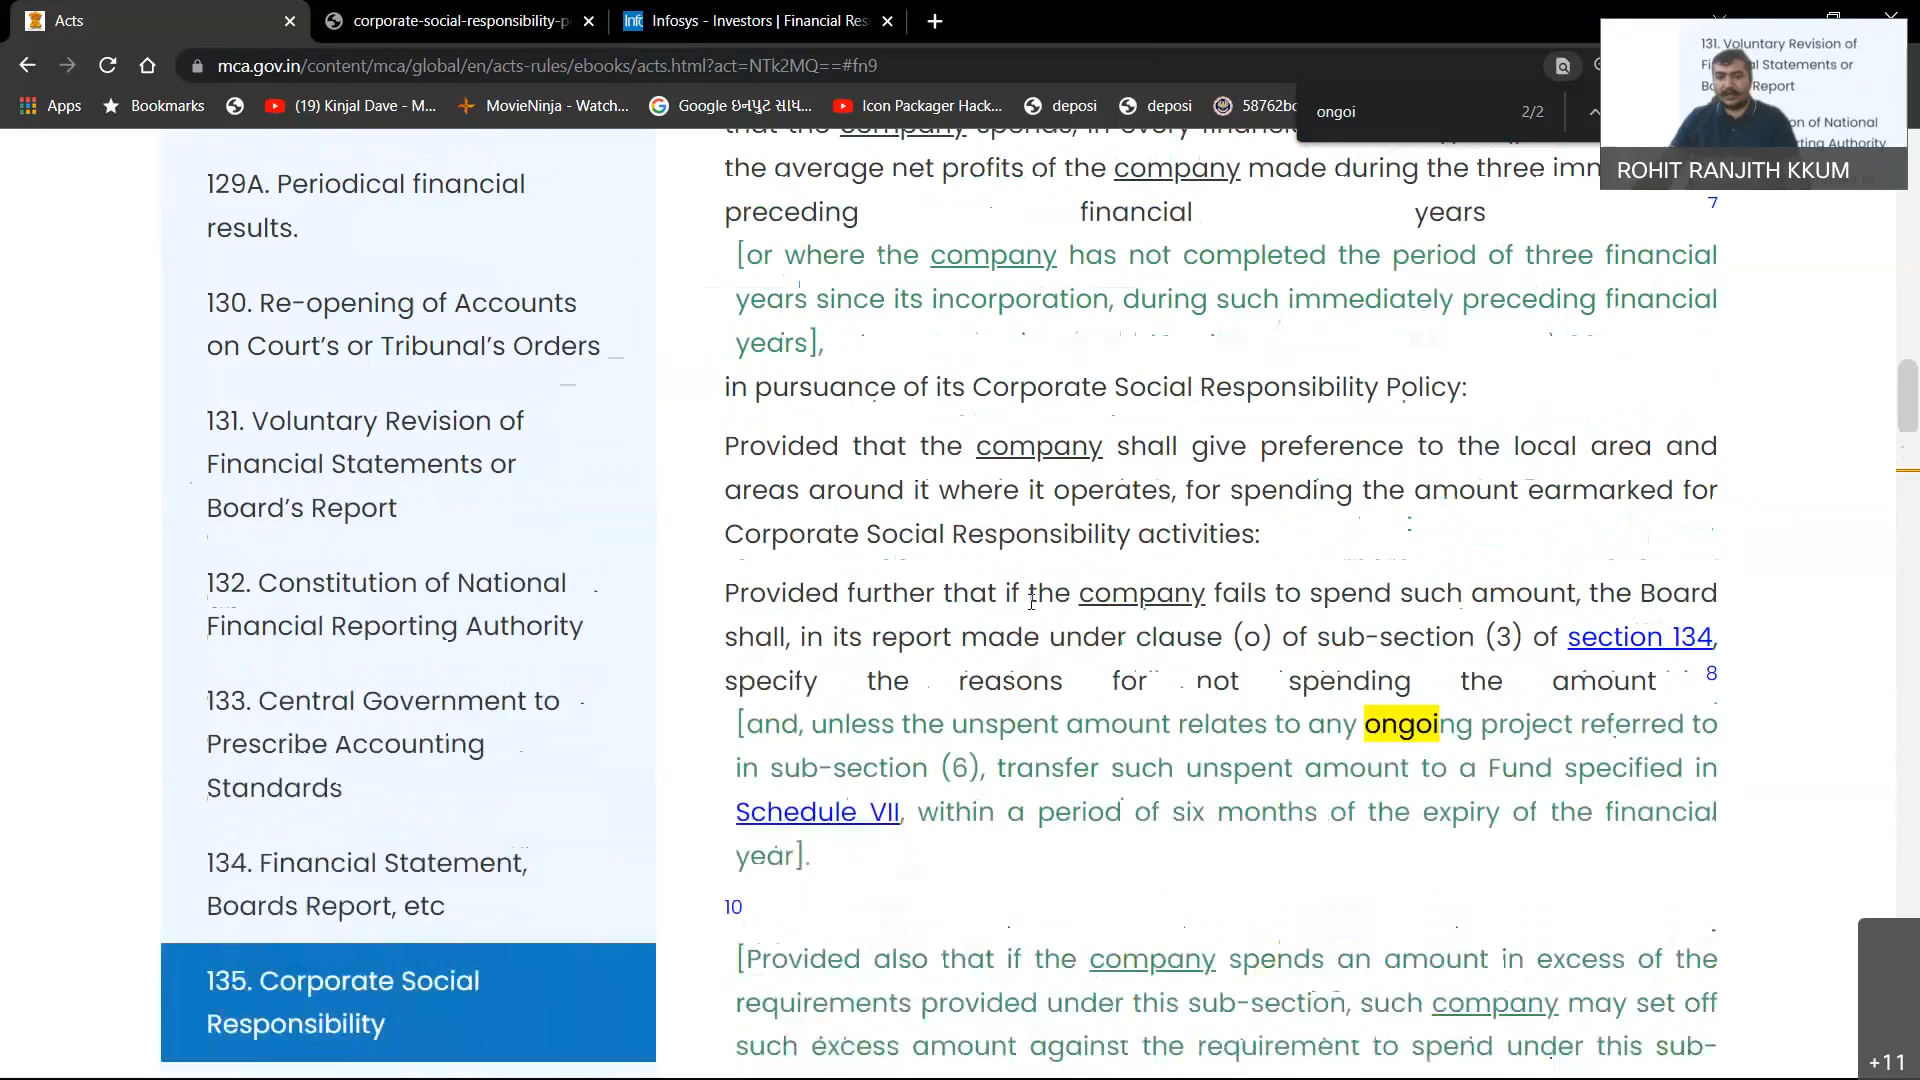 Acts
corporate-social-responsibility-p
Infosys - Investors | Financial Res
mca.gov.in/content/mca/global/en/acts-rules/ebooks/acts.html?act=NTk2MQ==#fn9
Apps
Bookmarks
(19) Kinjal Dave - M...
MovieNinja - Watch...
Google ઇનપુટ સાધ...
Icon Packager Hack...
deposi
deposi
58762bc
ongoi
2/2
131. Voluntary Revision of
ROHIT RANJITH KKUM
129A. Periodical financial
results.
130. Re-opening of Accounts
on Court's or Tribunal's Orders
131. Voluntary Revision of
Financial Statements or
Board's Report
132. Constitution of National
Financial Reporting Authority
133. Central Government to
Prescribe Accounting
Standards
134. Financial Statement,
Boards Report, etc
135. Corporate Social
Responsibility
that the company spends, in every
the average net profits of the company made during the three imm
preceding financial years 7
[or where the company has not completed the period of three financial
years since its incorporation, during such immediately preceding financial
years],
in pursuance of its Corporate Social Responsibility Policy:
Provided that the company shall give preference to the local area and
areas around it where it operates, for spending the amount earmarked for
Corporate Social Responsibility activities:
Provided further that if the company fails to spend such amount, the Board
shall, in its report made under clause (o) of sub-section (3) of section 134,
specify the reasons for not spending the amount 8
[and, unless the unspent amount relates to any ongoing project referred to
in sub-section (6), transfer such unspent amount to a Fund specified in
Schedule VII, within a period of six months of the expiry of the financial
year].
10
[Provided also that if the company spends an amount in excess of the
requirements provided under this sub-section, such company may set off
such excess amount against the requirement to spend under this sub-
+11